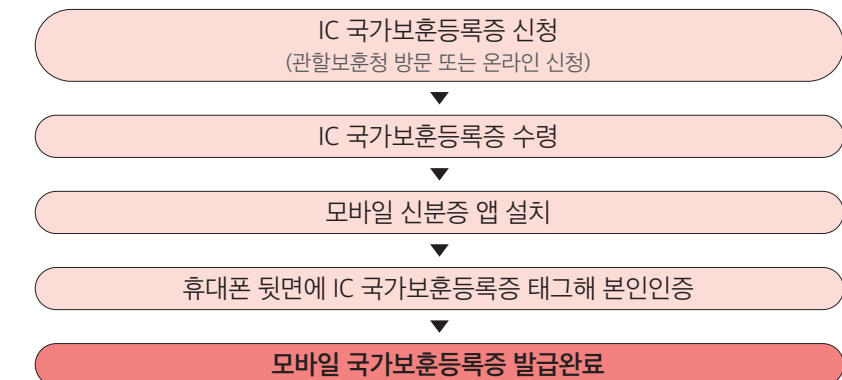 IC 국가보훈등록증 신청
(관할보훈청 방문 또는 온라인 신청)
IC 국가보훈등록증 수령
모바일 신분증 앱 설치
휴대폰 뒷면에 IC 국가보훈등록증 태그해 본인인증
모바일 국가보훈등록증 발급완료